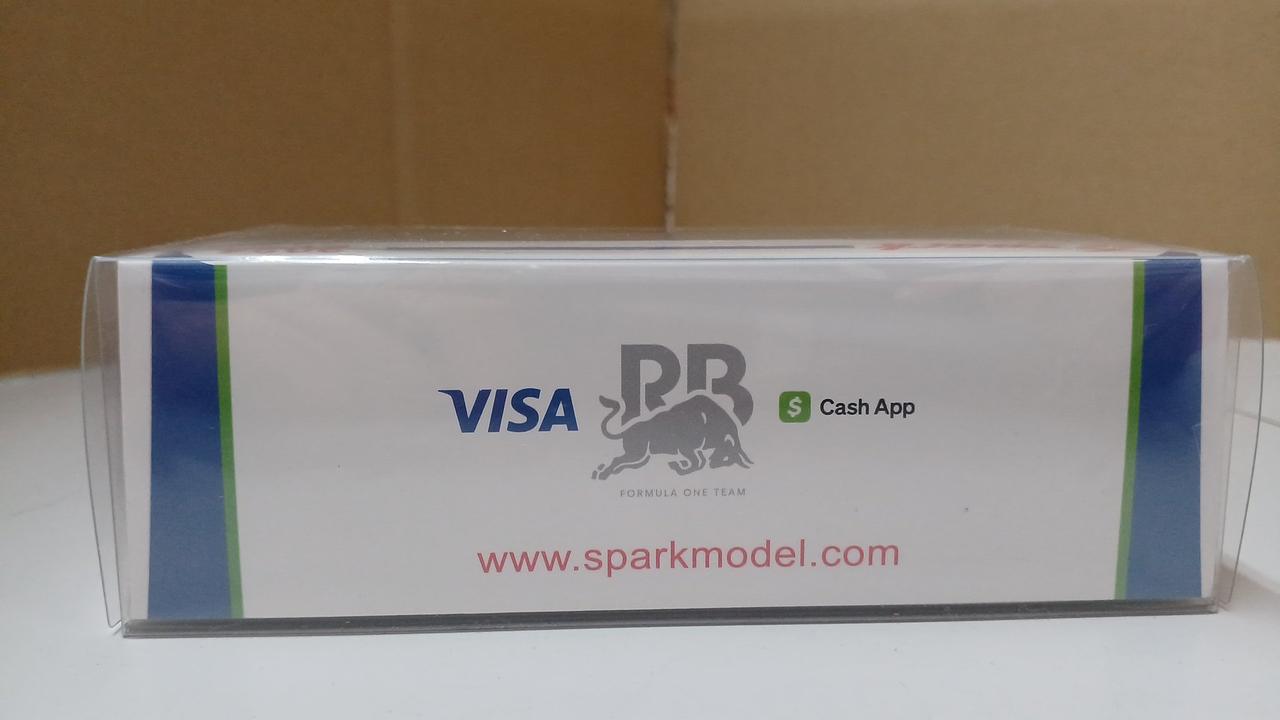 VISA
RB
$ Cash App
FORMULA ONE TEAM
www.sparkmodel.com